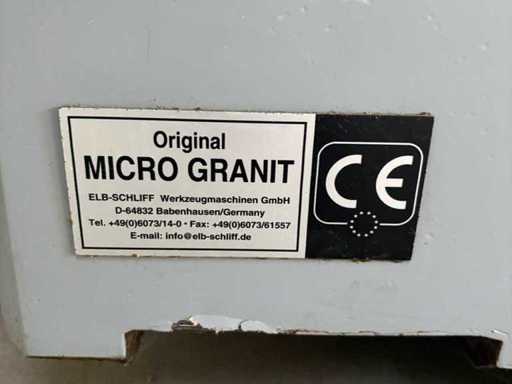 Original
MICRO GRANIT
ELB-SCHLIFF Werkzeugmaschinen GmbH
D-64832 Babenhausen/Germany
Tel. +49(0)6073/14-0 • Fax: +49(0)6073/61557
E-mail: info@elb-schliff.de
CE